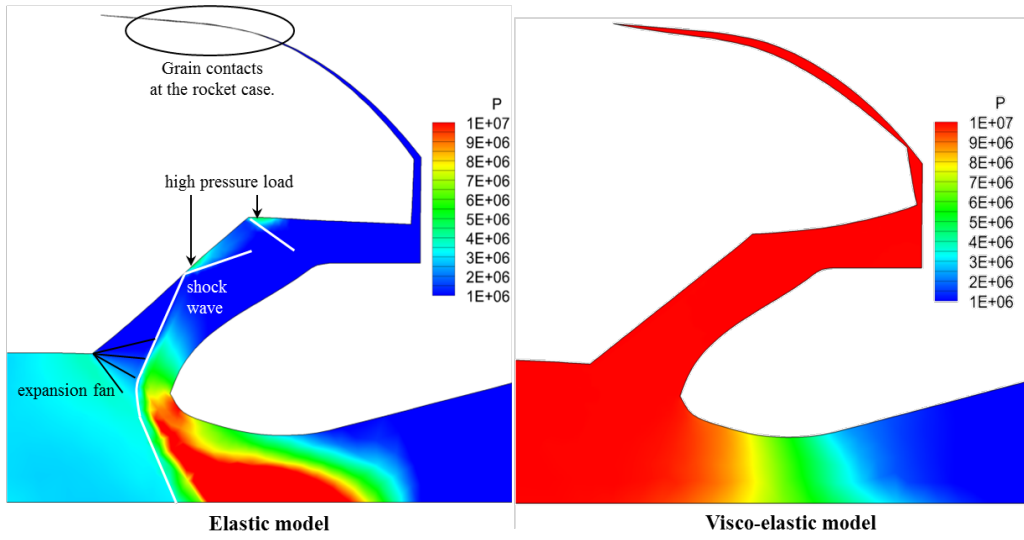 Grain contacts
at the rocket case.
P
1E+07
9E+06
8E+06
7E+06
6E+06
5E+06
4E+06
3E+06
2E+06
1E+06
high pressure load
shock
wave
expansion fan
Elastic model
P
1E+07
9E+06
8E+06
7E+06
6E+06
5E+06
4E+06
3E+06
2E+06
1E+06
Visco-elastic model